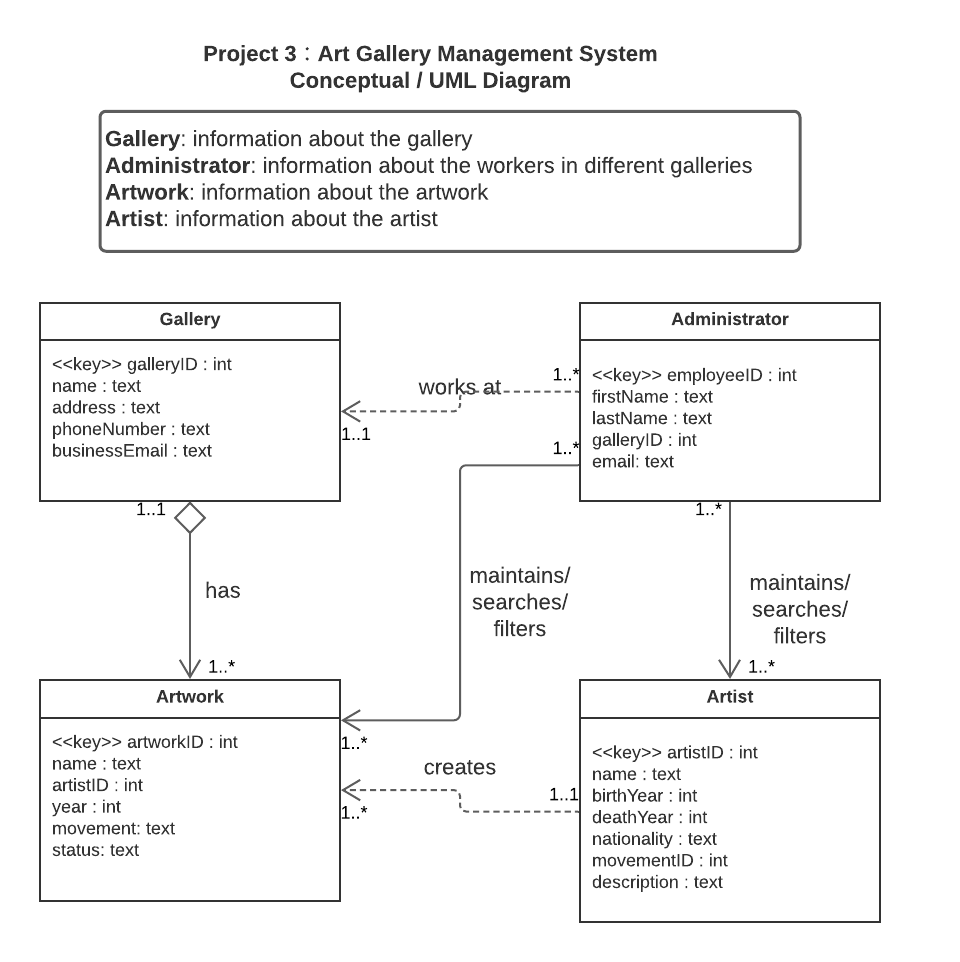 Project 3 : Art Gallery Management System
Conceptual / UML Diagram
Gallery: information about the gallery
Administrator: information about the workers in different galleries
Artwork: information about the artwork
Artist: information about the artist
Gallery
<<key>> galleryID : int
name : text
address : text
phoneNumber : text
businessEmail : text
works at
1..*
1..1
1..*
Administrator
<<key>> employeeID : int
firstName : text
lastName : text
galleryID : int
email: text
1..1
has
1..*
maintains/
searches/
filters
1..*
1..*
maintains/
searches/
filters
1..*
Artwork
<<key>> artworkID : int
name : text
artistID : int
year : int
movement: text
status: text
creates
1..1
1..*
Artist
<<key>> artistID : int
name : text
birthYear : int
deathYear : int
nationality : text
movementID : int
description : text